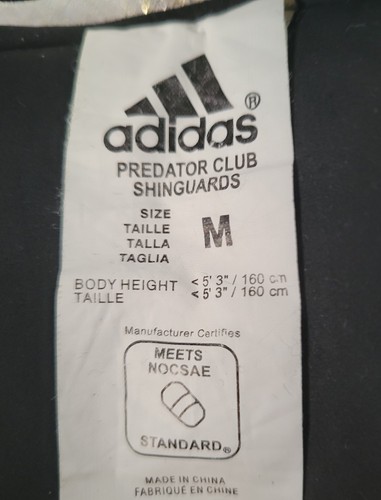 adidas®
PREDATOR CLUB
SHINGUARDS
SIZE
TAILLE
TALLA
TAGLIA
M
BODY HEIGHT < 5' 3" / 160 cm
TAILLE < 5' 3" / 160 cm
Manufacturer Certifies
MEETS
NOCSAE
STANDARD®
MADE IN CHINA
FABRIQUÉ EN CHINE